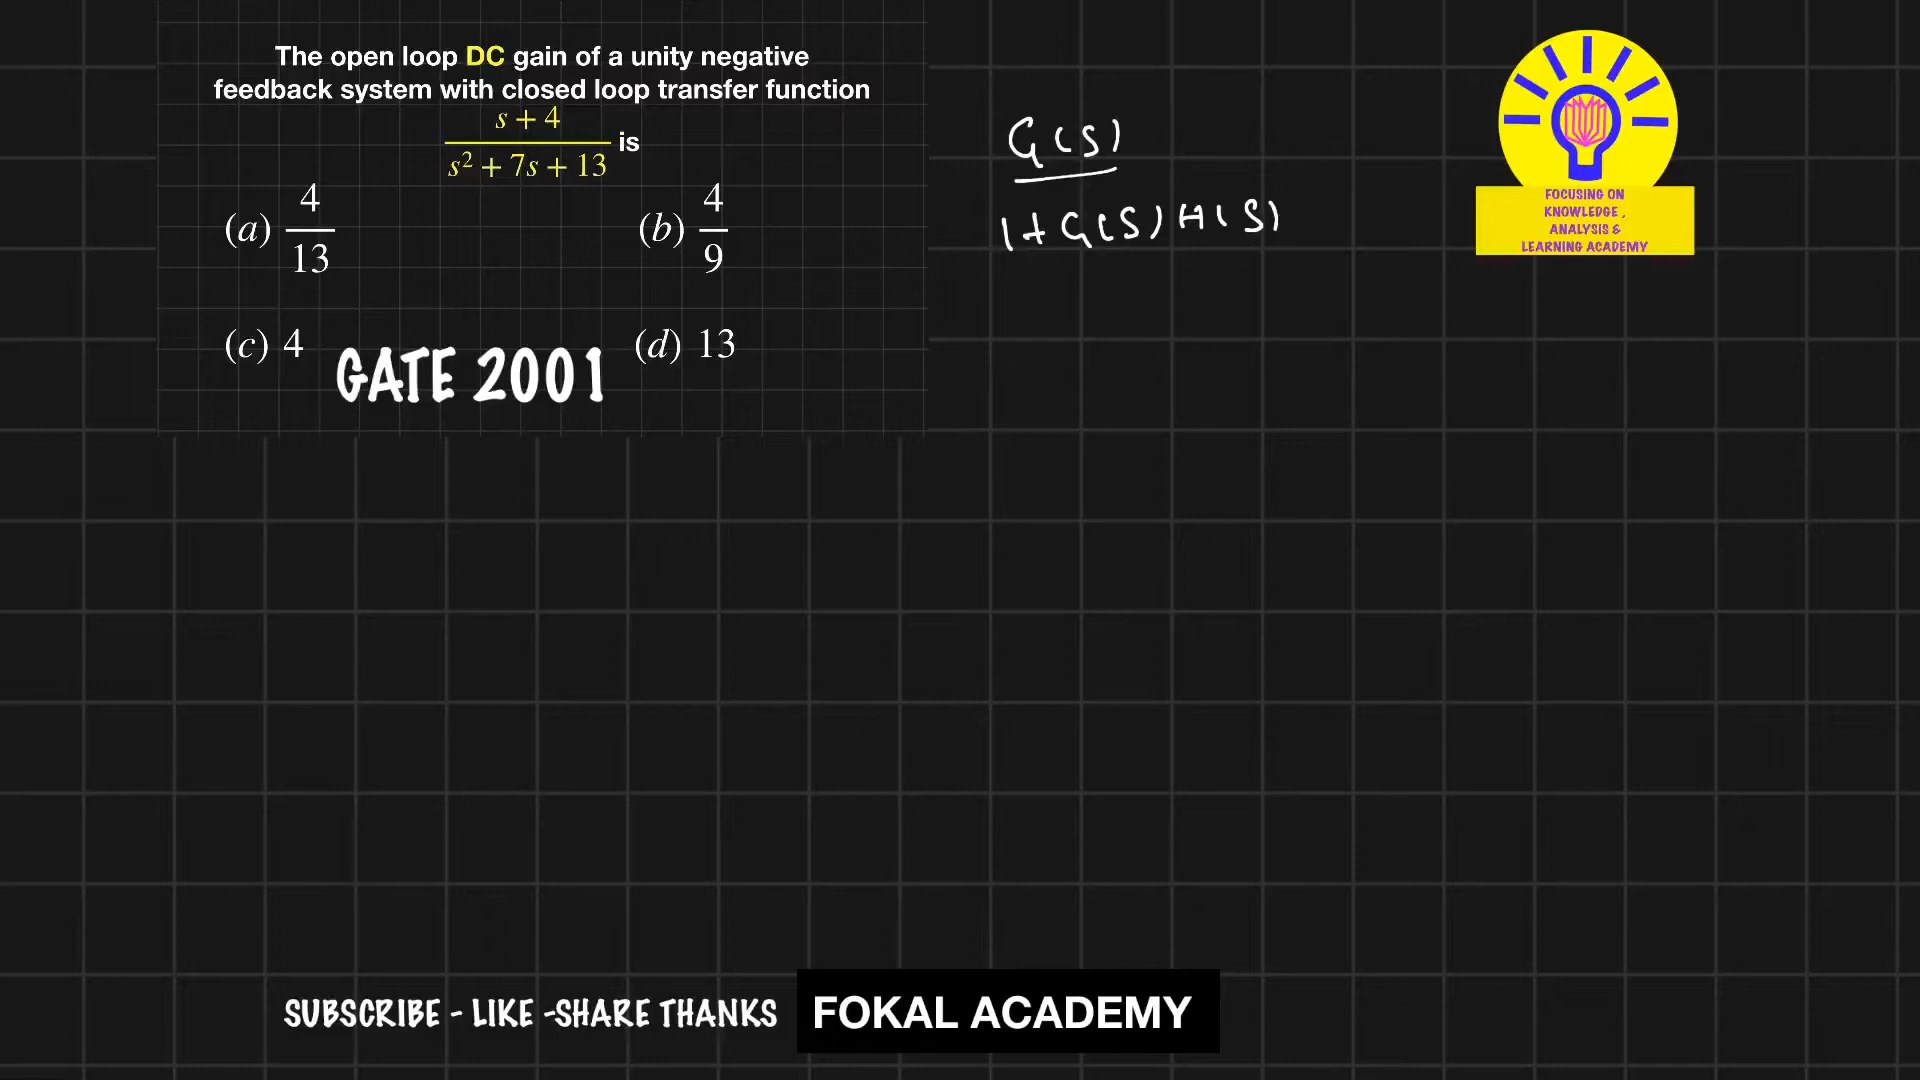 The open loop DC gain of a unity negative
feedback system with closed loop transfer function
s + 4
s² + 7s + 13
is
(a) 4/13
(b) 4/9
(c) 4
(d) 13
GATE 2001
G(S)
1+G(S)H(S)
FOCUSING ON
KNOWLEDGE ,
ANALYSIS &
LEARNING ACADEMY
SUBSCRIBE - LIKE -SHARE THANKS
FOKAL ACADEMY